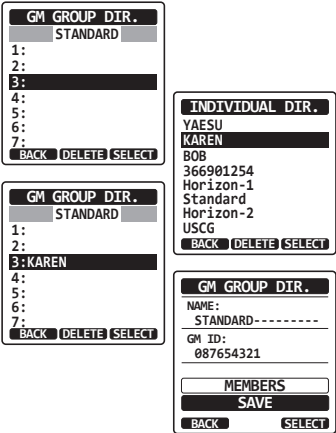 GM GROUP DIR.
STANDARD
1:
2:
3:
4:
5:
6:
7:
BACK DELETE SELECT
INDIVIDUAL DIR.
YAESU
KAREN
BOB
366901254
Horizon-1
Standard
Horizon-2
USCG
BACK DELETE SELECT
GM GROUP DIR.
STANDARD
1:
2:
3:KAREN
4:
5:
6:
7:
BACK DELETE SELECT
GM GROUP DIR.
NAME:
STANDARD---------
GM ID:
087654321
MEMBERS
SAVE
BACK SELECT